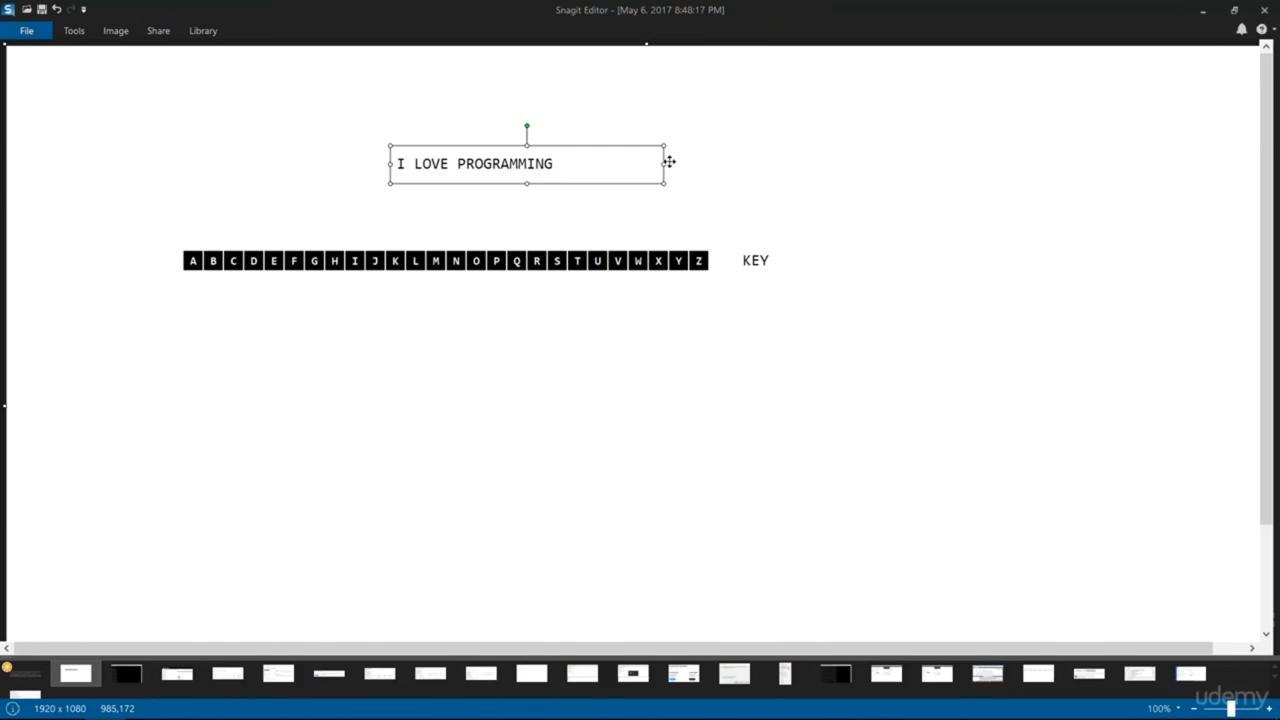 Snagit Editor - [May 6, 2017 8:48:17 PM]
File Tools Image Share Library
I LOVE PROGRAMMING
A B C D E F G H I J K L M N O P Q R S T U V W X Y Z KEY
1920 x 1080 985,172 100%
udemy